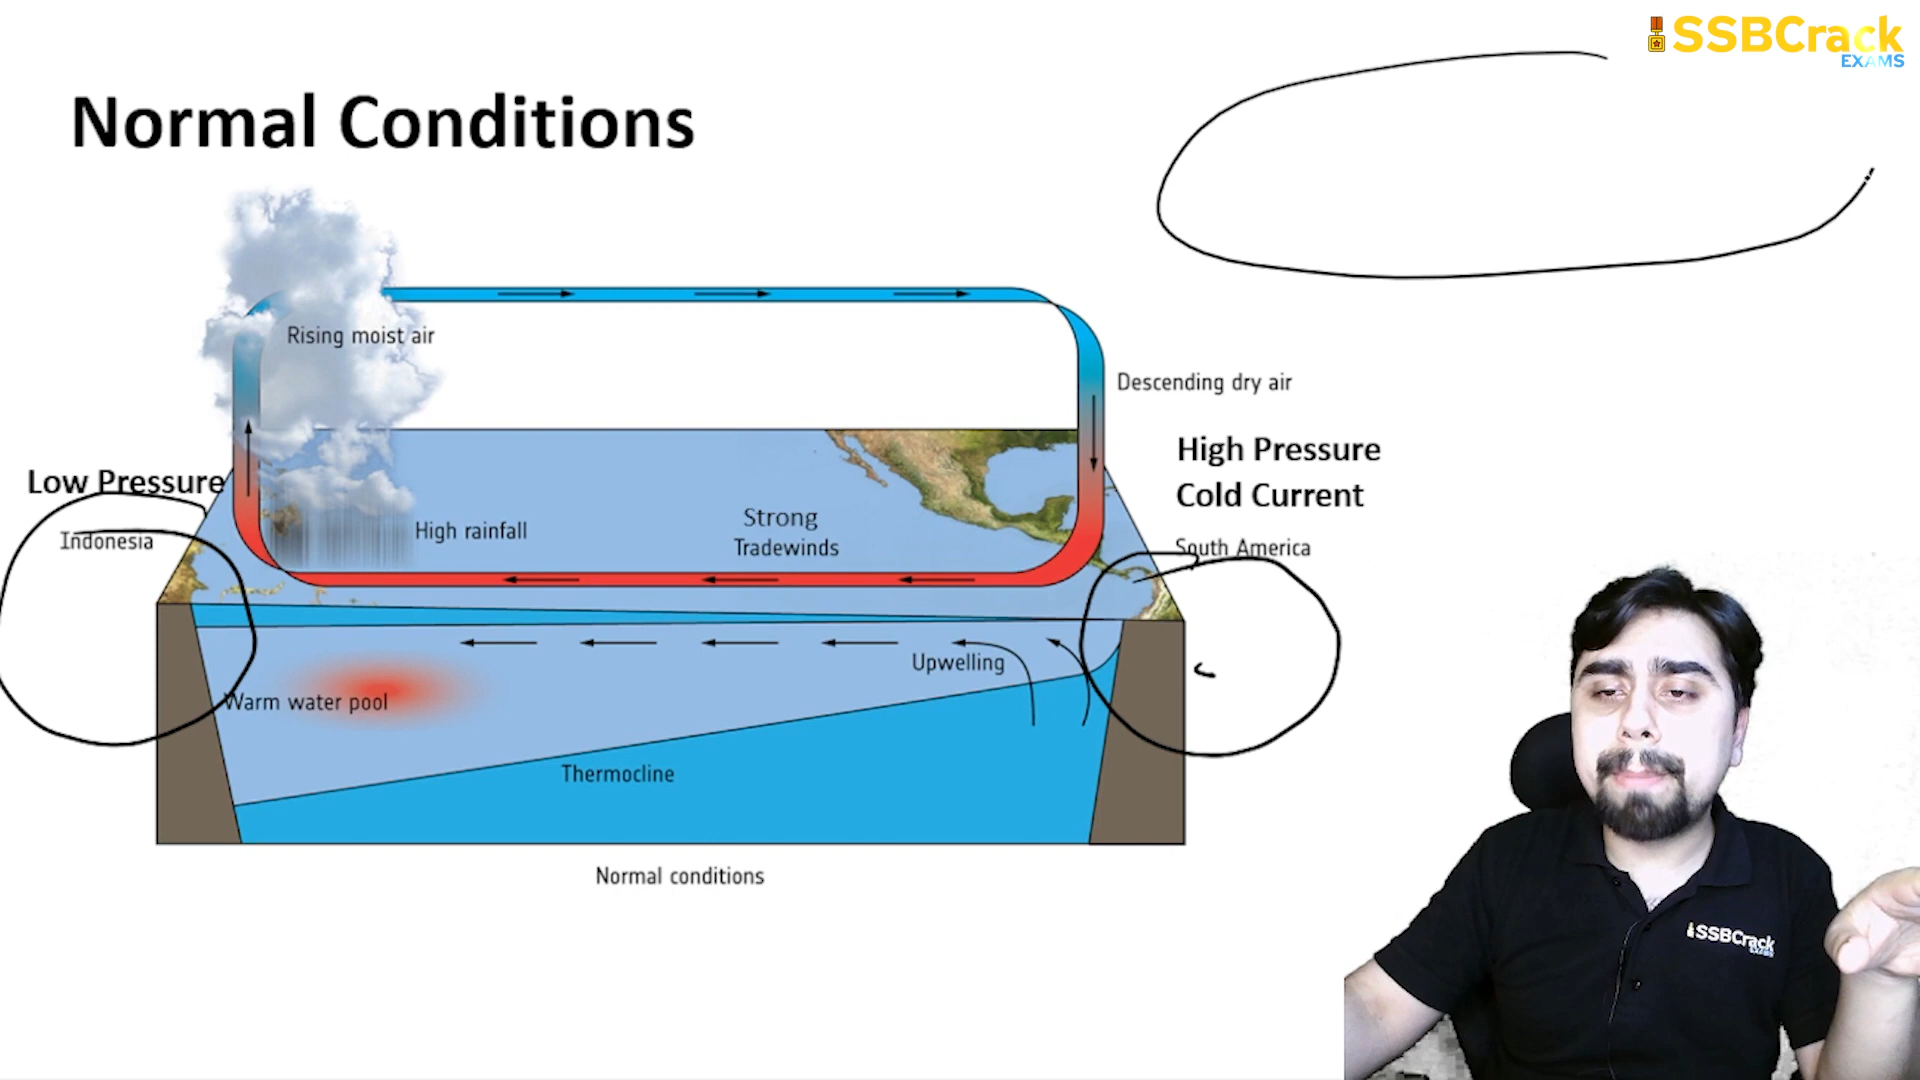 SSBCrack
EXAMS
Normal Conditions
Rising moist air
Descending dry air
High Pressure
Cold Current
Low Pressure
Indonesia
High rainfall
Strong
Tradewinds
South America
Upwelling
Warm water pool
Thermocline
Normal conditions
SSBCrack
EXAMS